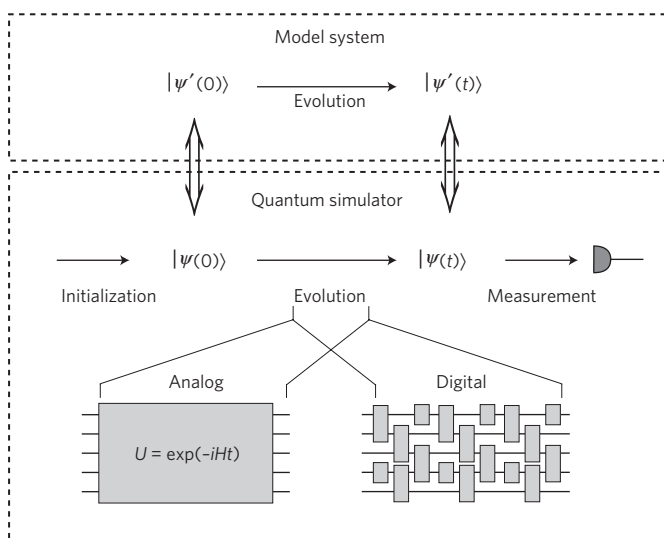 Model system
|ψ′(0)⟩ |ψ′(t)⟩
Evolution
Quantum simulator
|ψ(0)⟩ |ψ(t)⟩
Initialization Evolution Measurement
Analog Digital
U = exp(–iHt)